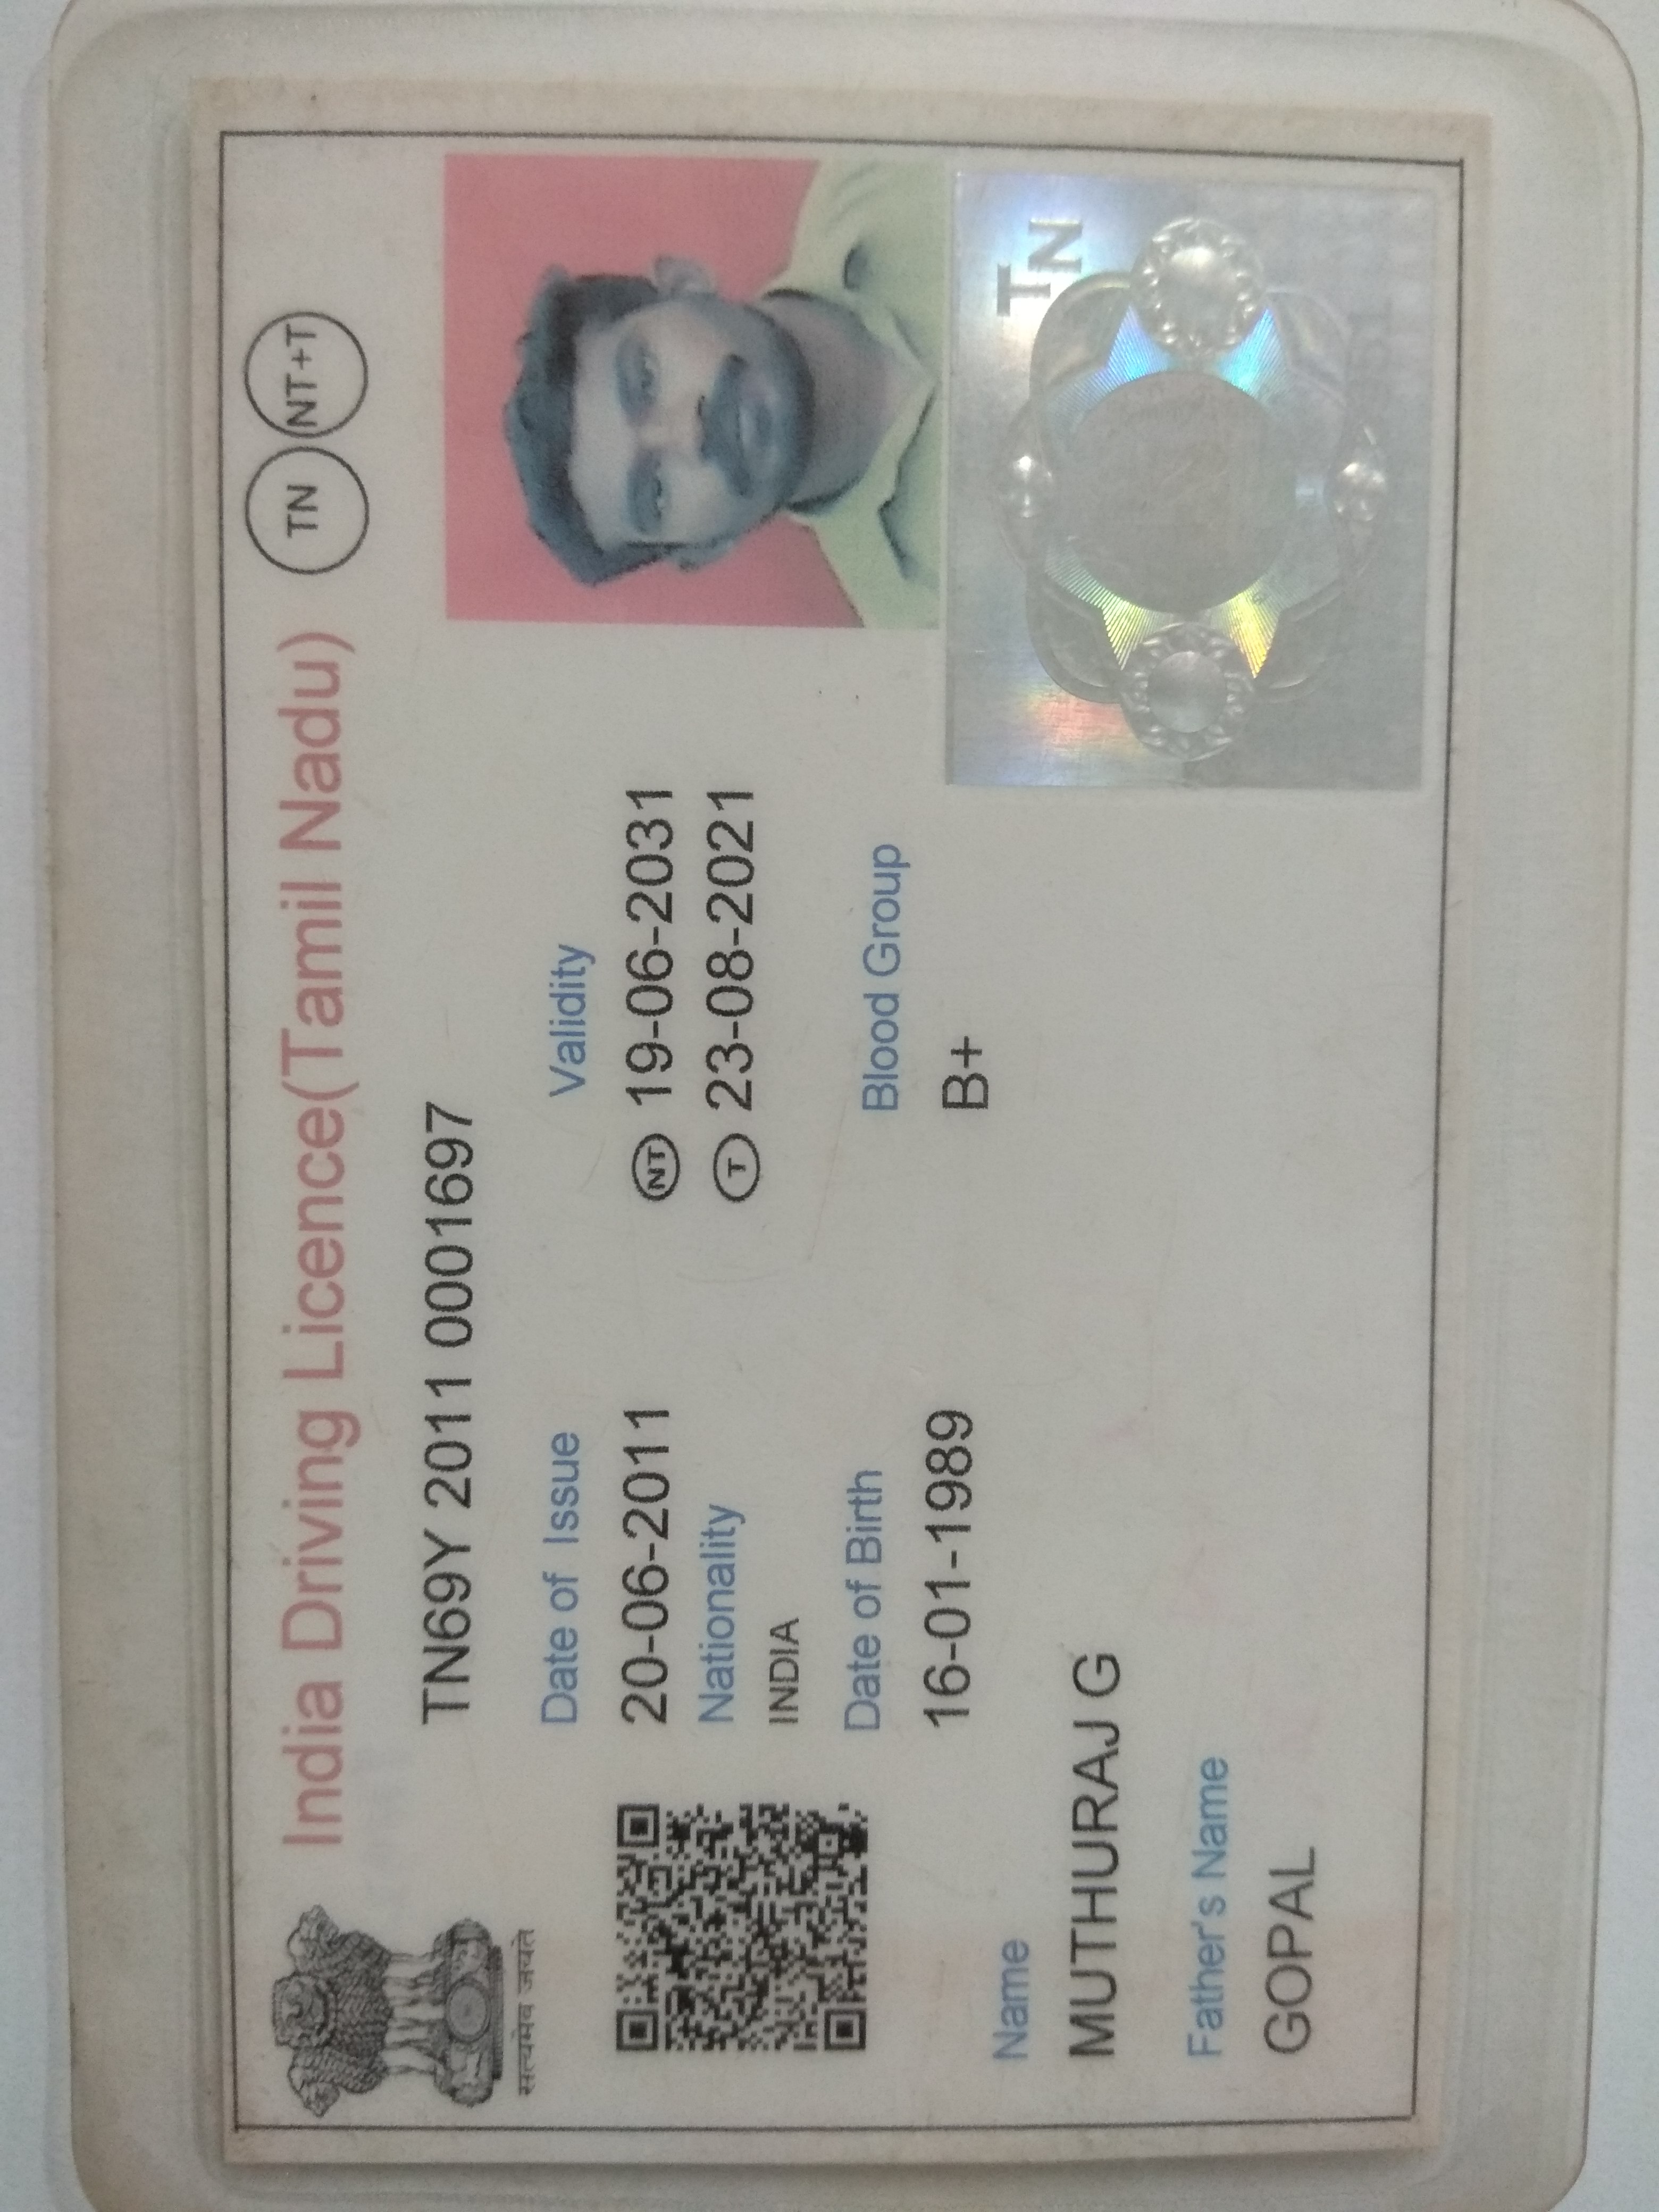 India Driving Licence(Tamil Nadu) TN NT+T
सत्यमेव जयते
TN69Y 2011 0001697
Date of Issue Validity
20-06-2011 NT 19-06-2031
Nationality T 23-08-2021
INDIA
Date of Birth Blood Group
16-01-1989 B+
Name
MUTHURAJ G
Father's Name
GOPAL
TN